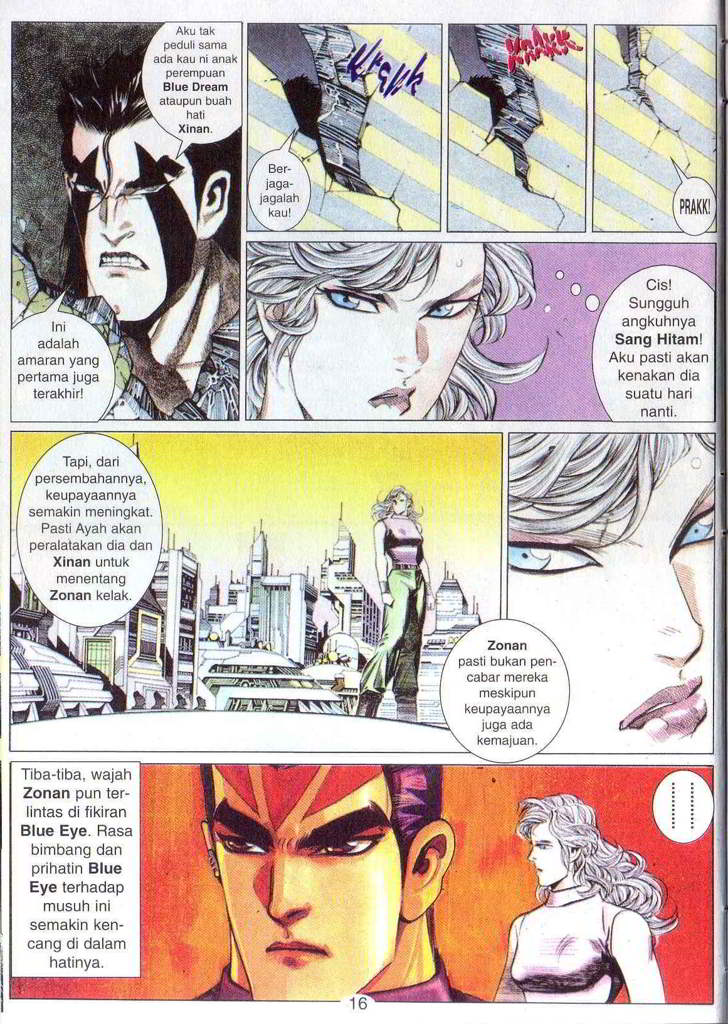 Aku tak
peduli sama
ada kau ni anak
perempuan
Blue Dream
ataupun buah
hati
Xinan.
Ini
adalah
amaran yang
pertama juga
terakhir!
Ber-
jaga-
jagalah
kau!
PRAKK!
Cis!
Sungguh
angkuhnya
Sang Hitam!
Aku pasti akan
kenakan dia
suatu hari
nanti.
Tapi, dari
persembahannya,
keupayaannya
semakin meningkat.
Pasti Ayah akan
peralatakan dia dan
Xinan untuk
menentang
Zonan kelak.
Zonan
pasti bukan pen-
cabar mereka
meskipun
keupayaannya
juga ada
kemajuan.
Tiba-tiba, wajah
Zonan pun ter-
lintas di fikiran
Blue Eye. Rasa
bimbang dan
prihatin Blue
Eye terhadap
musuh ini
semakin ken-
cang di dalam
hatinya.
16